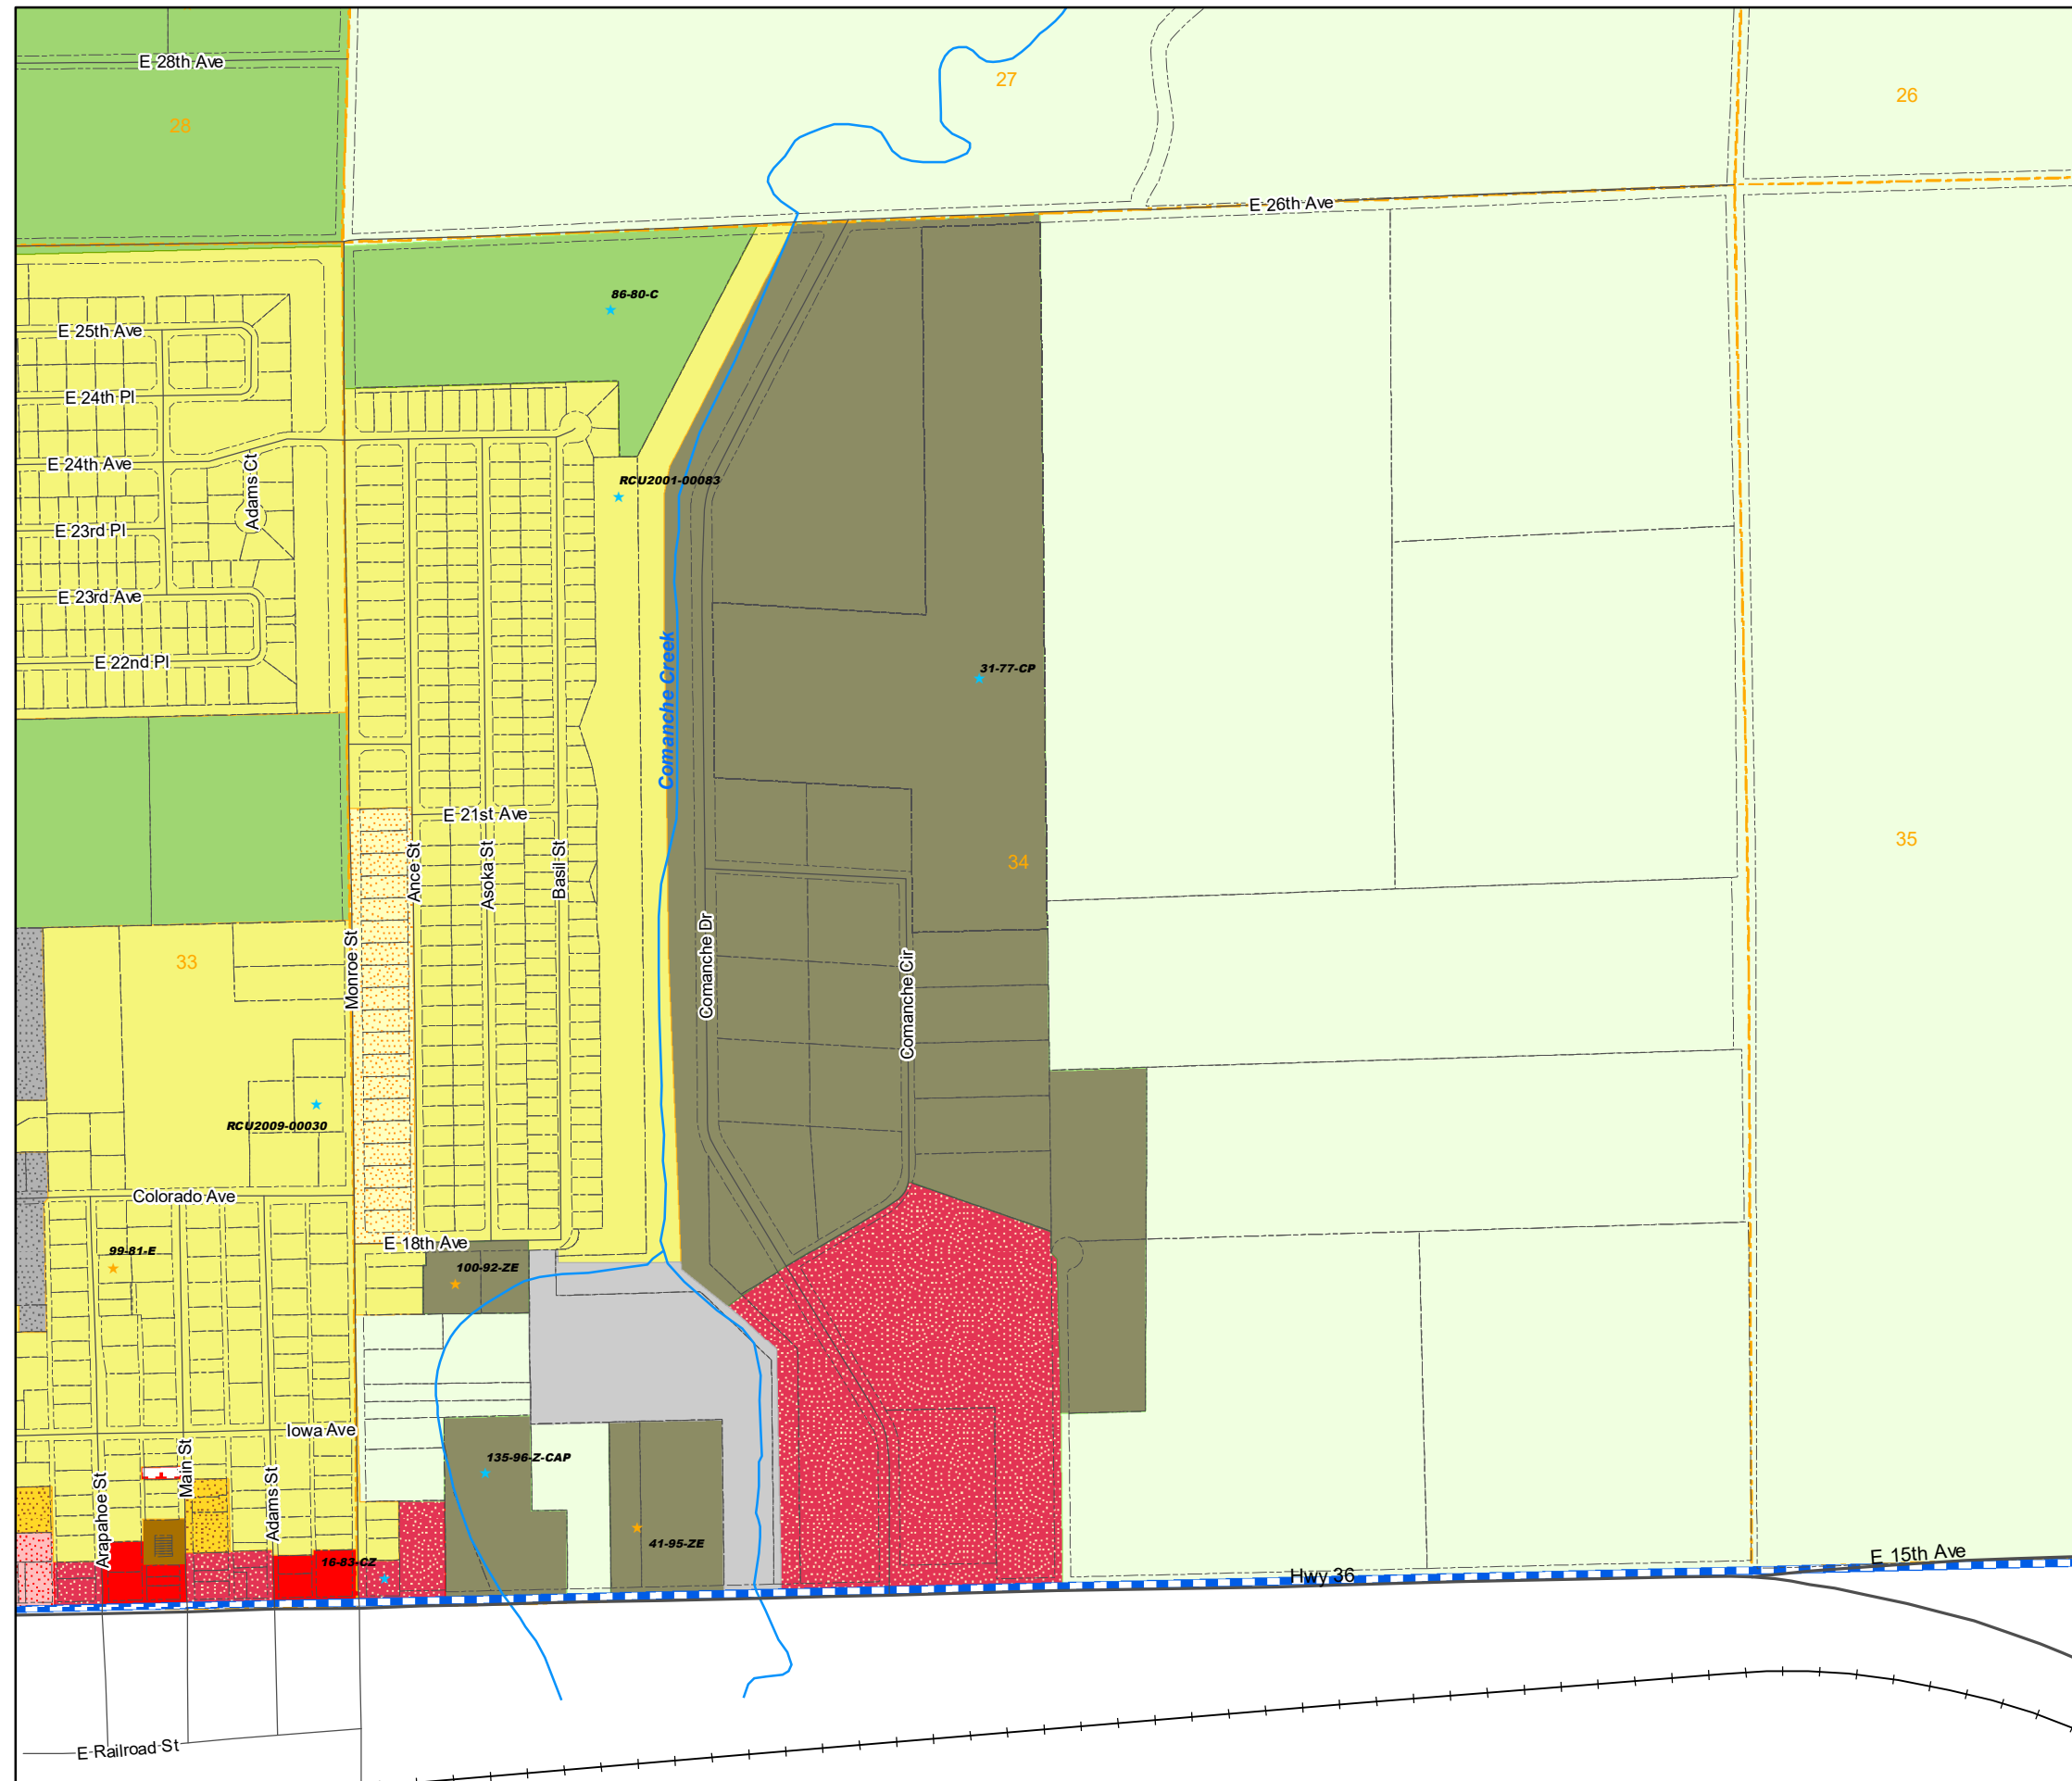 E 28th Ave
27
26
28
E 26th Ave
86-80-C
E 25th Ave
E 24th Pl
E 24th Ave
Adams Ct
RCU2001-00083
E 23rd Pl
E 23rd Ave
E 22nd Pl
Comanche Creek
31-77-CP
E 21st Ave
35
34
Ance St
Asoka St
Basil St
33
Monroe St
Comanche Dr
Comanche Cir
RCU2009-00030
Colorado Ave
E 18th Ave
99-81-E
100-92-ZE
Iowa Ave
135-96-Z-CAP
Main St
Arapahoe St
Adams St
41-95-ZE
16-83-CZ
E 15th Ave
Hwy 36
E Railroad St